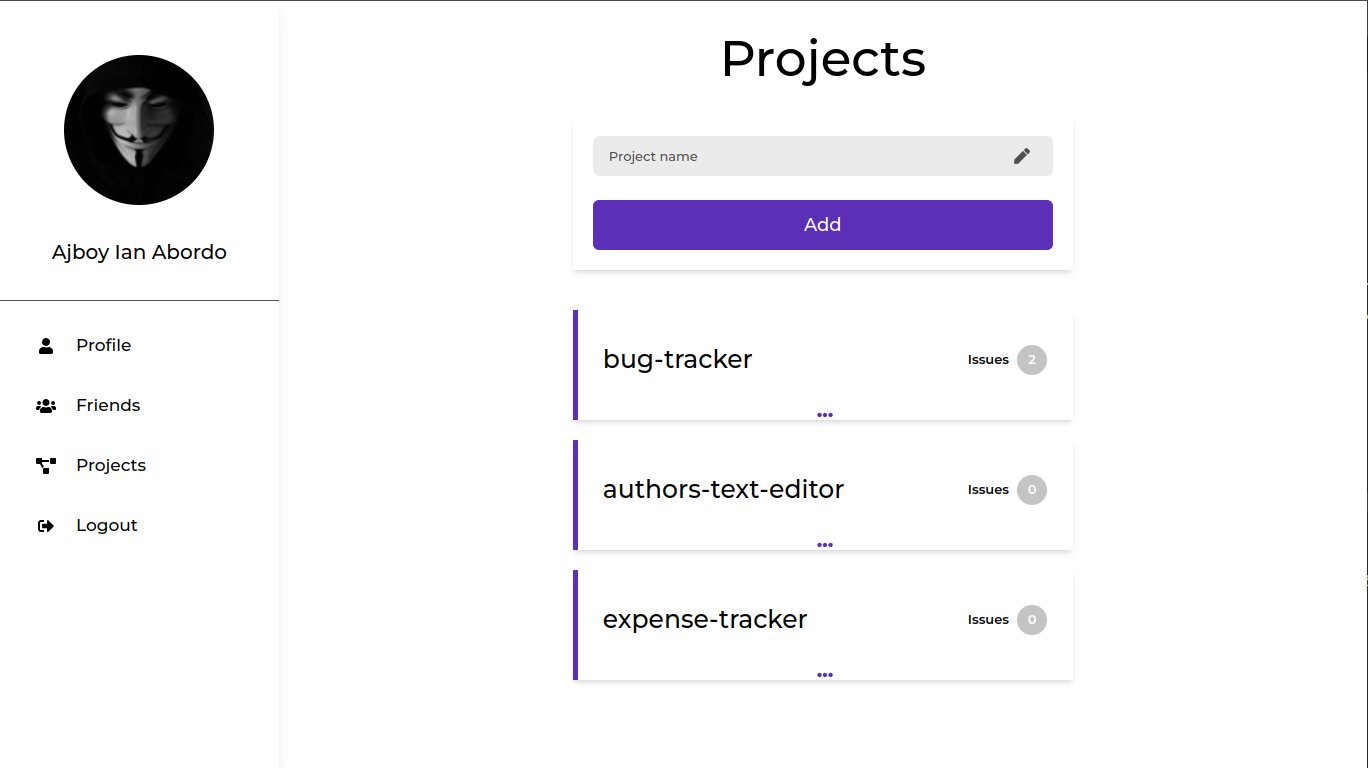 Ajboy Ian Abordo
Profile
Friends
Projects
Logout
Projects
Project name
Add
bug-tracker
Issues 2
authors-text-editor
Issues 0
expense-tracker
Issues 0